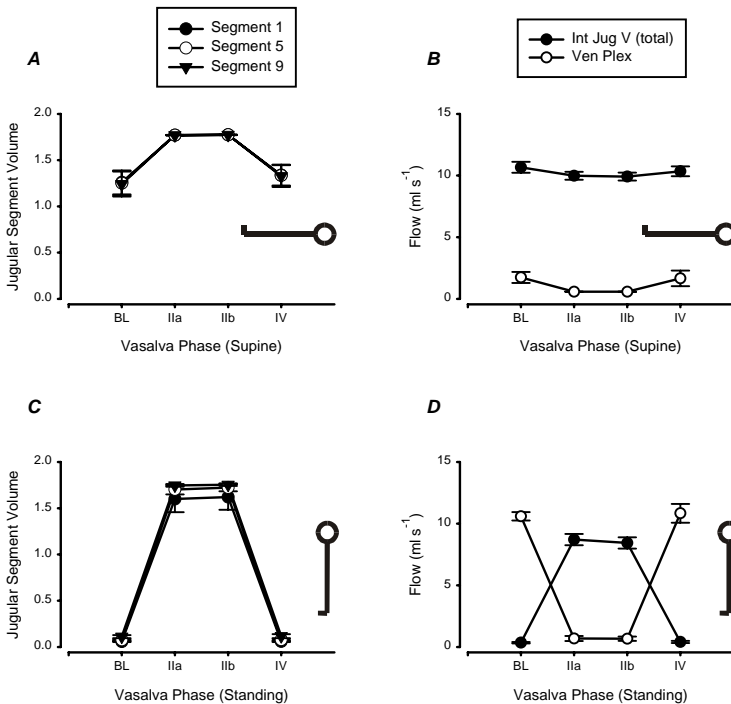 Segment 1
Segment 5
Segment 9
Int Jug V (total)
Ven Plex
A
2.0
1.5
1.0
0.5
0.0
Jugular Segment Volume
BL IIa IIb IV
Vasalva Phase (Supine)
B
15
10
5
0
Flow (ml s-1)
BL IIa IIb IV
Vasalva Phase (Supine)
C
2.0
1.5
1.0
0.5
0.0
Jugular Segment Volume
BL IIa IIb IV
Vasalva Phase (Standing)
D
15
10
5
0
Flow (ml s-1)
BL IIa IIb IV
Vasalva Phase (Standing)